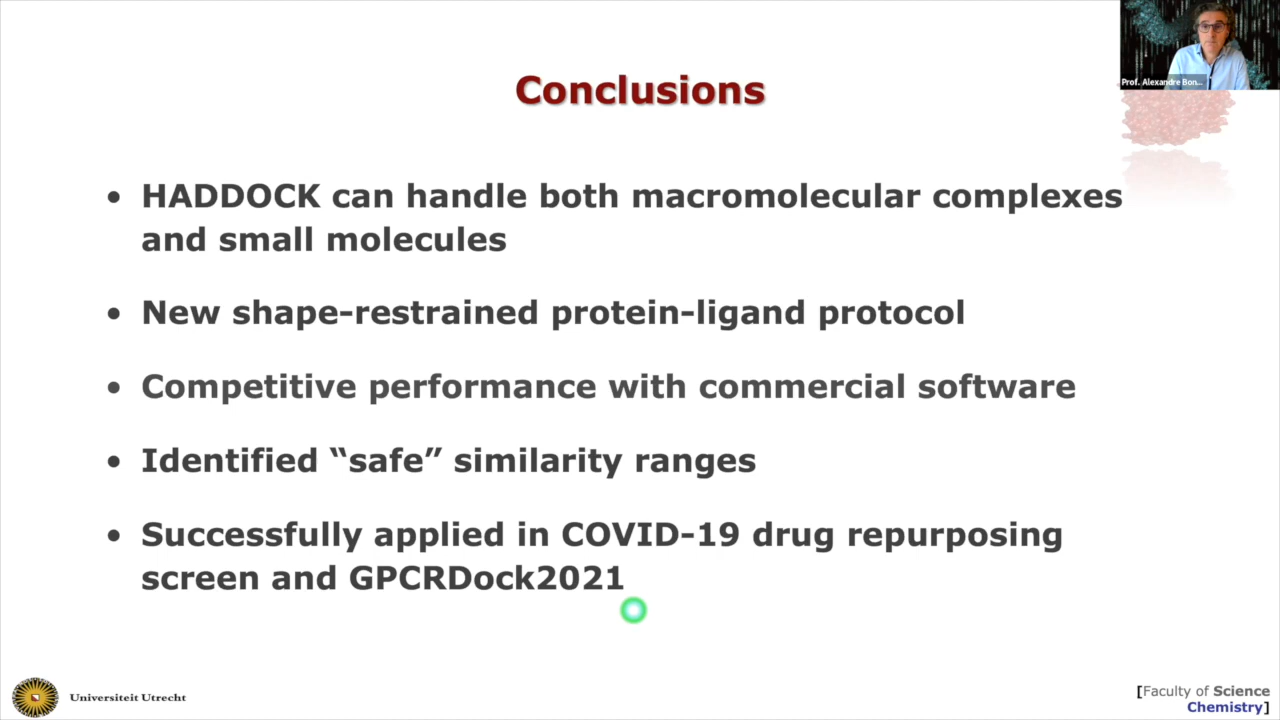 Prof. Alexandre Bon...
Conclusions
• HADDOCK can handle both macromolecular complexes
and small molecules
• New shape-restrained protein-ligand protocol
• Competitive performance with commercial software
• Identified “safe” similarity ranges
• Successfully applied in COVID-19 drug repurposing
screen and GPCRDock2021
Universiteit Utrecht
[Faculty of Science
Chemistry]